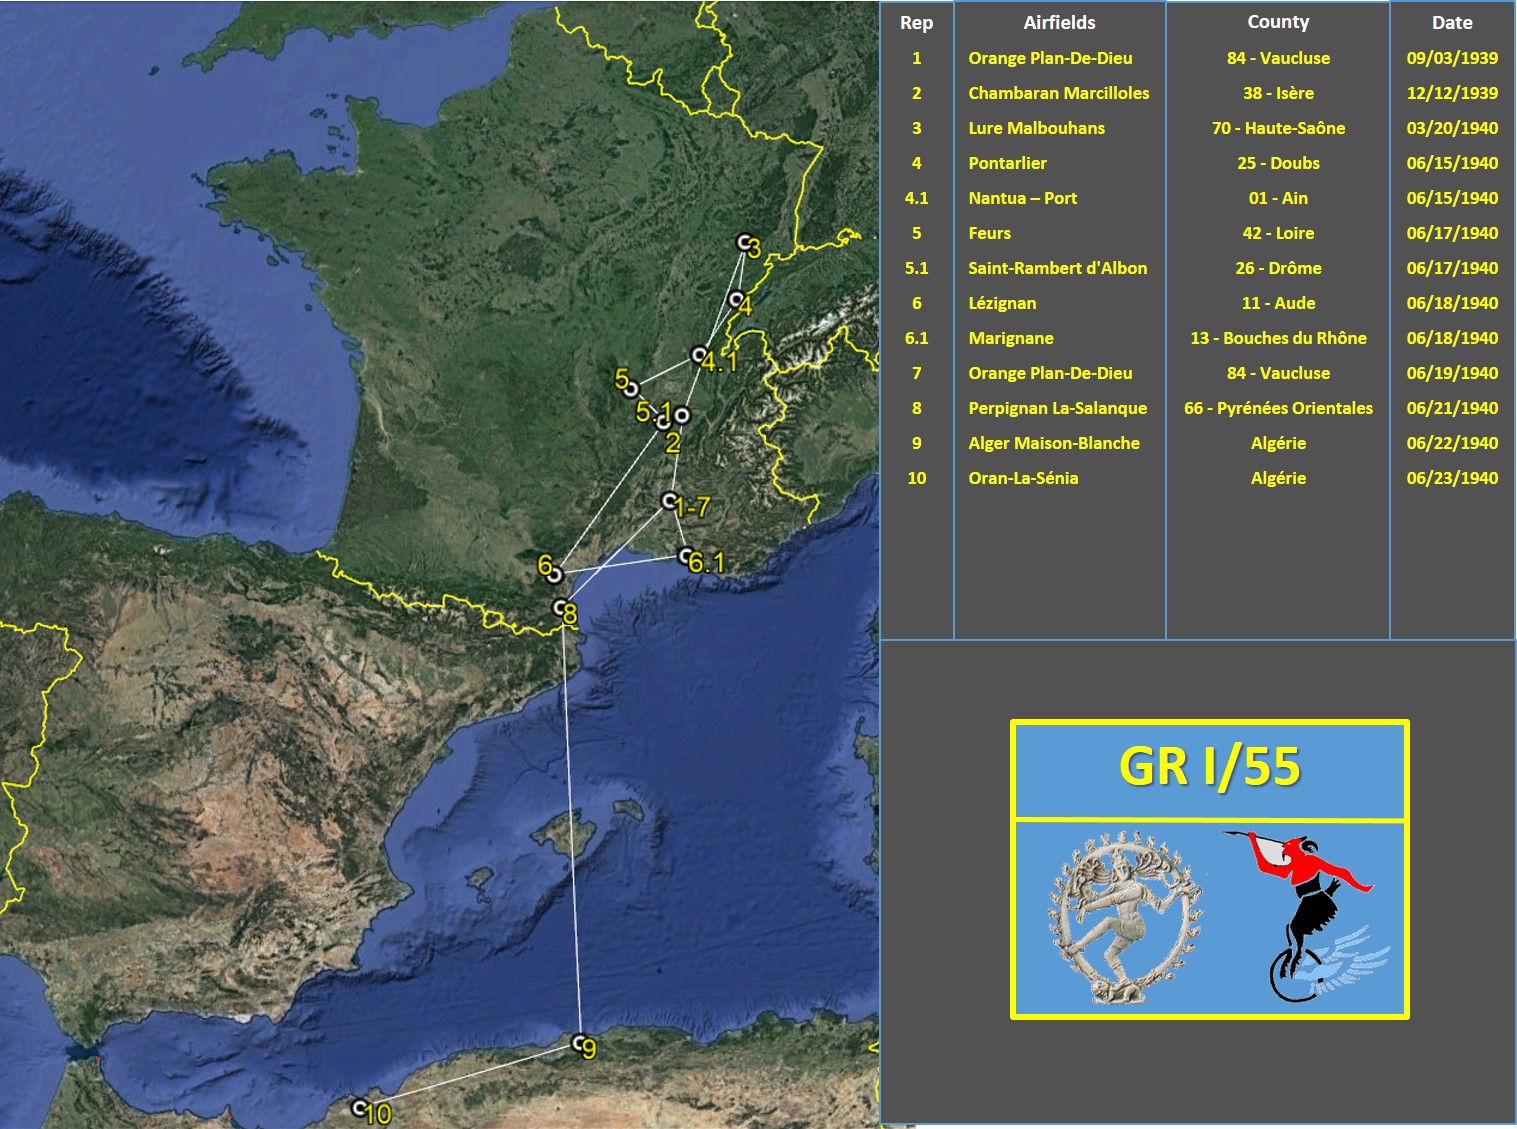 Rep Airfields County Date
1 Orange Plan-De-Dieu 84 - Vaucluse 09/03/1939
2 Chambaran Marcilloles 38 - Isère 12/12/1939
3 Lure Malbouhans 70 - Haute-Saône 03/20/1940
4 Pontarlier 25 - Doubs 06/15/1940
4.1 Nantua – Port 01 - Ain 06/15/1940
5 Feurs 42 - Loire 06/17/1940
5.1 Saint-Rambert d'Albon 26 - Drôme 06/17/1940
6 Lézignan 11 - Aude 06/18/1940
6.1 Marignane 13 - Bouches du Rhône 06/18/1940
7 Orange Plan-De-Dieu 84 - Vaucluse 06/19/1940
8 Perpignan La-Salanque 66 - Pyrénées Orientales 06/21/1940
9 Alger Maison-Blanche Algérie 06/22/1940
10 Oran-La-Sénia Algérie 06/23/1940
3
4
4.1
5
5.1
2
1-7
6
6.1
8
9
10
GR I/55